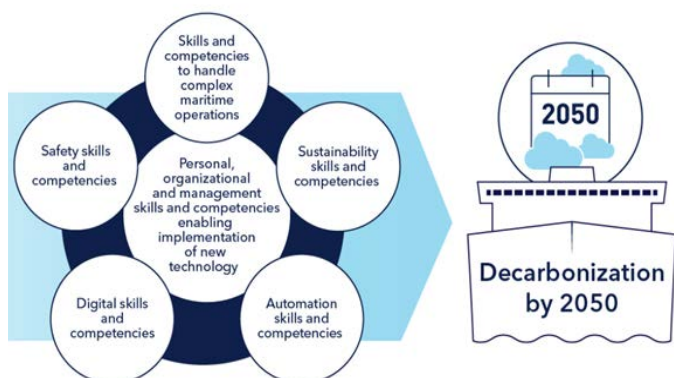 Skills and
competencies
to handle
complex
maritime
operations
Safety skills
and
competencies
Personal,
organizational
and management
skills and competencies
enabling
implementation
of new
technology
Sustainability
skills and
competencies
Digital skills
and
competencies
Automation
skills and
competencies
2050
Decarbonization
by 2050